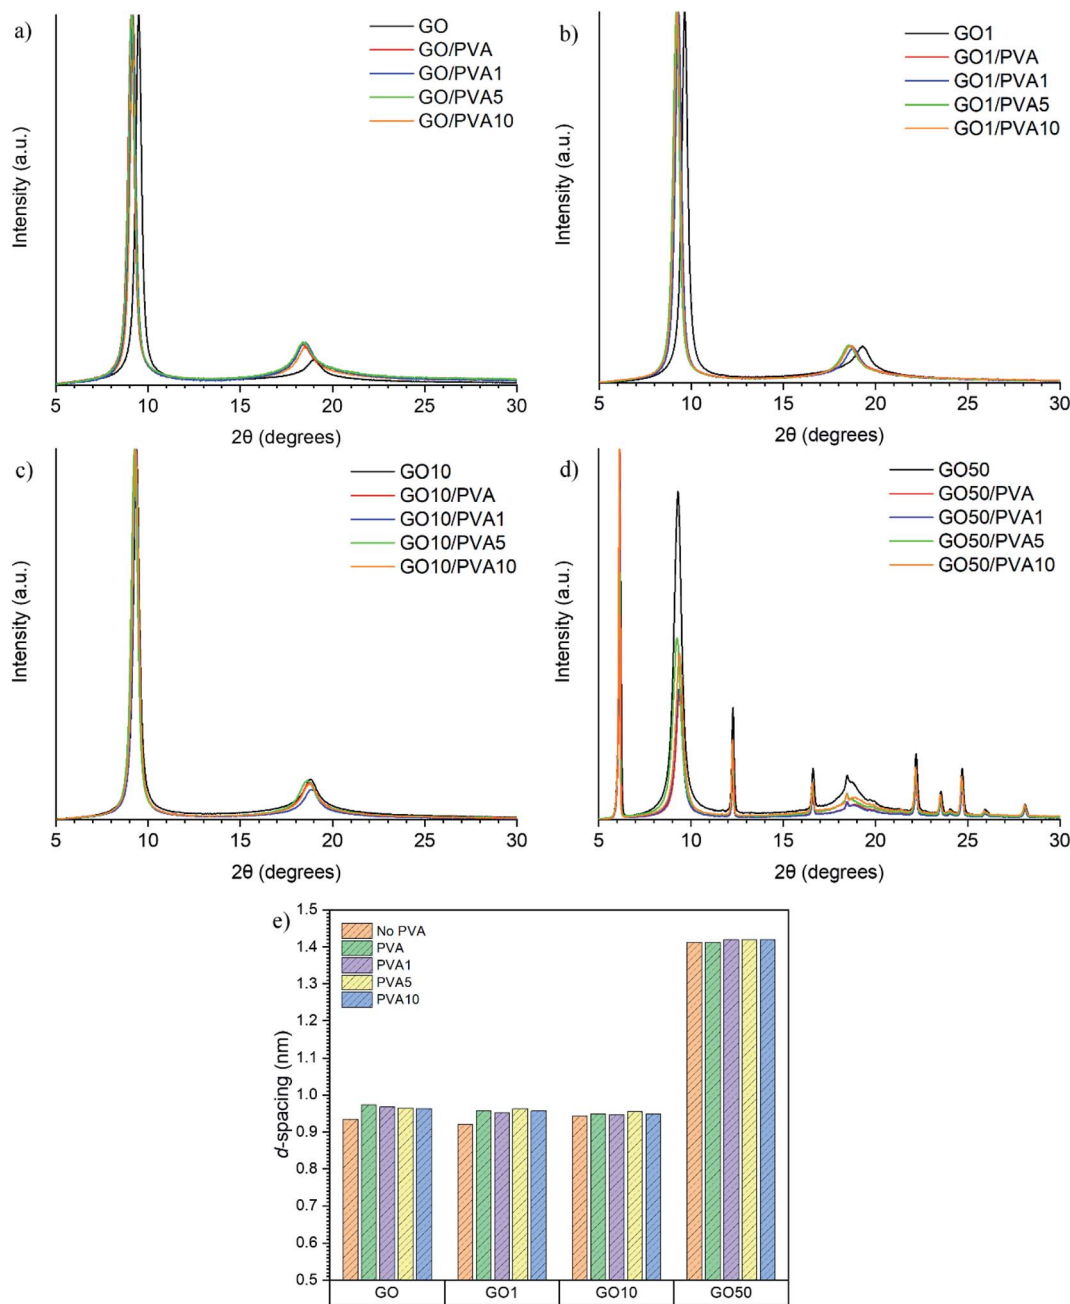 a)
GO
GO/PVA
GO/PVA1
GO/PVA5
GO/PVA10
Intensity (a.u.)
5 10 15 20 25 30
2θ (degrees)
b)
GO1
GO1/PVA
GO1/PVA1
GO1/PVA5
GO1/PVA10
Intensity (a.u.)
5 10 15 20 25 30
2θ (degrees)
c)
GO10
GO10/PVA
GO10/PVA1
GO10/PVA5
GO10/PVA10
Intensity (a.u.)
5 10 15 20 25 30
2θ (degrees)
d)
GO50
GO50/PVA
GO50/PVA1
GO50/PVA5
GO50/PVA10
Intensity (a.u.)
5 10 15 20 25 30
2θ (degrees)
e)
No PVA
PVA
PVA1
PVA5
PVA10
d-spacing (nm)
1.5
1.4
1.3
1.2
1.1
1.0
0.9
0.8
0.7
0.6
0.5
GO GO1 GO10 GO50